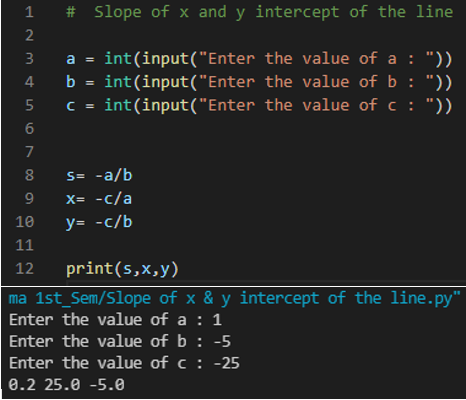 1 #  Slope of x and y intercept of the line
2
3 a = int(input("Enter the value of a : "))
4 b = int(input("Enter the value of b : "))
5 c = int(input("Enter the value of c : "))
6
7
8 s= -a/b
9 x= -c/a
10 y= -c/b
11
12 print(s,x,y)
ma 1st_Sem/Slope of x & y intercept of the line.py"
Enter the value of a : 1
Enter the value of b : -5
Enter the value of c : -25
0.2 25.0 -5.0